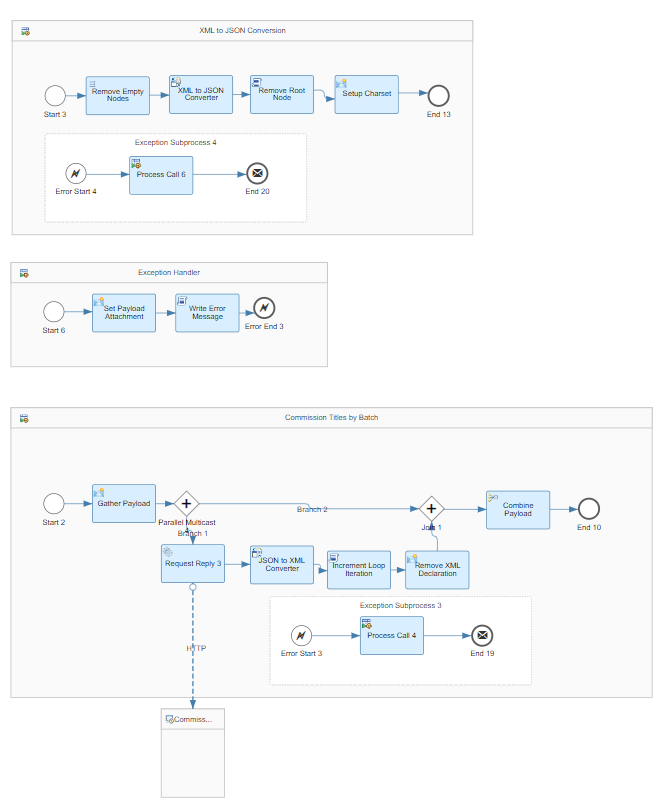 XML to JSON Conversion
Remove Empty
Nodes
XML to JSON
Converter
Remove Root
Node
Setup Charset
Start 3
End 13
Exception Subprocess 4
Process Call 6
Error Start 4
End 20
Exception Handler
Set Payload
Attachment
Write Error
Message
Start 6
Error End 3
Commission Titles by Batch
Gather Payload
Branch 2
Combine
Payload
Start 2
Parallel Multicast
4
Branch 1
Join 1
End 10
Request Reply 3
JSON to XML
Converter
Increment Loop
Iteration
Remove XML
Declaration
Exception Subprocess 3
Process Call 4
Error Start 3
End 19
HTTP
Commiss...